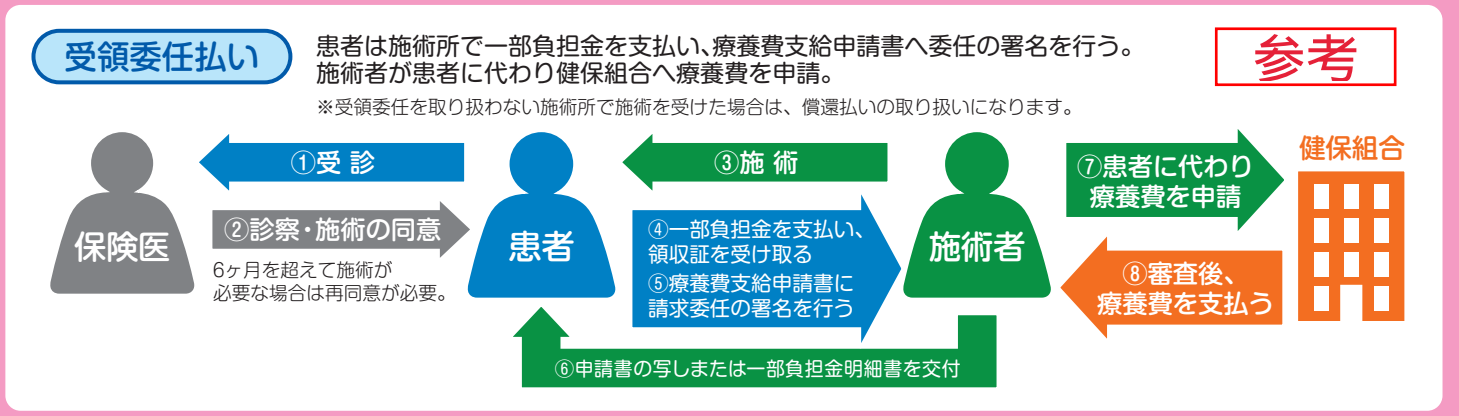 受領委任払い
患者は施術所で一部負担金を支払い、療養費支給申請書へ委任の署名を行う。
施術者が患者に代わり健保組合へ療養費を申請。
※受領委任を取り扱わない施術所で施術を受けた場合は、償還払いの取り扱いになります。
参考
保険医
①受 診
②診察・施術の同意
6ヶ月を超えて施術が
必要な場合は再同意が必要。
患者
③施 術
④一部負担金を支払い、
領収証を受け取る
⑤療養費支給申請書に
請求委任の署名を行う
⑥申請書の写しまたは一部負担金明細書を交付
施術者
⑦患者に代わり
療養費を申請
⑧審査後、
療養費を支払う
健保組合